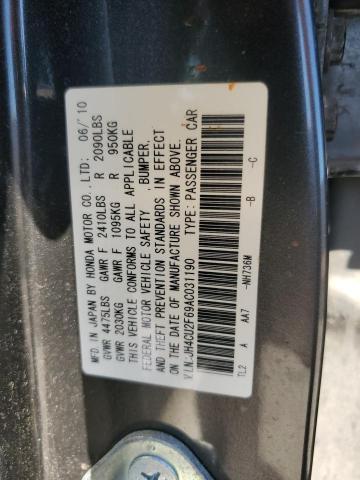 MFD. IN JAPAN BY HONDA MOTOR CO., LTD: 06/'10
GVWR 4475LBS GAWR F 2410LBS R 2090LBS
GVWR 2030KG GAWR F 1095KG R 950KG
THIS VEHICLE CONFORMS TO ALL APPLICABLE
FEDERAL MOTOR VEHICLE SAFETY , BUMPER,
AND THEFT PREVENTION STANDARDS IN EFFECT
ON THE DATE OF MANUFACTURE SHOWN ABOVE.
V.I.N.:JH4CU2F69AC031190 TYPE: PASSENGER CAR
TL2 A AA7 -NH736M -B -C